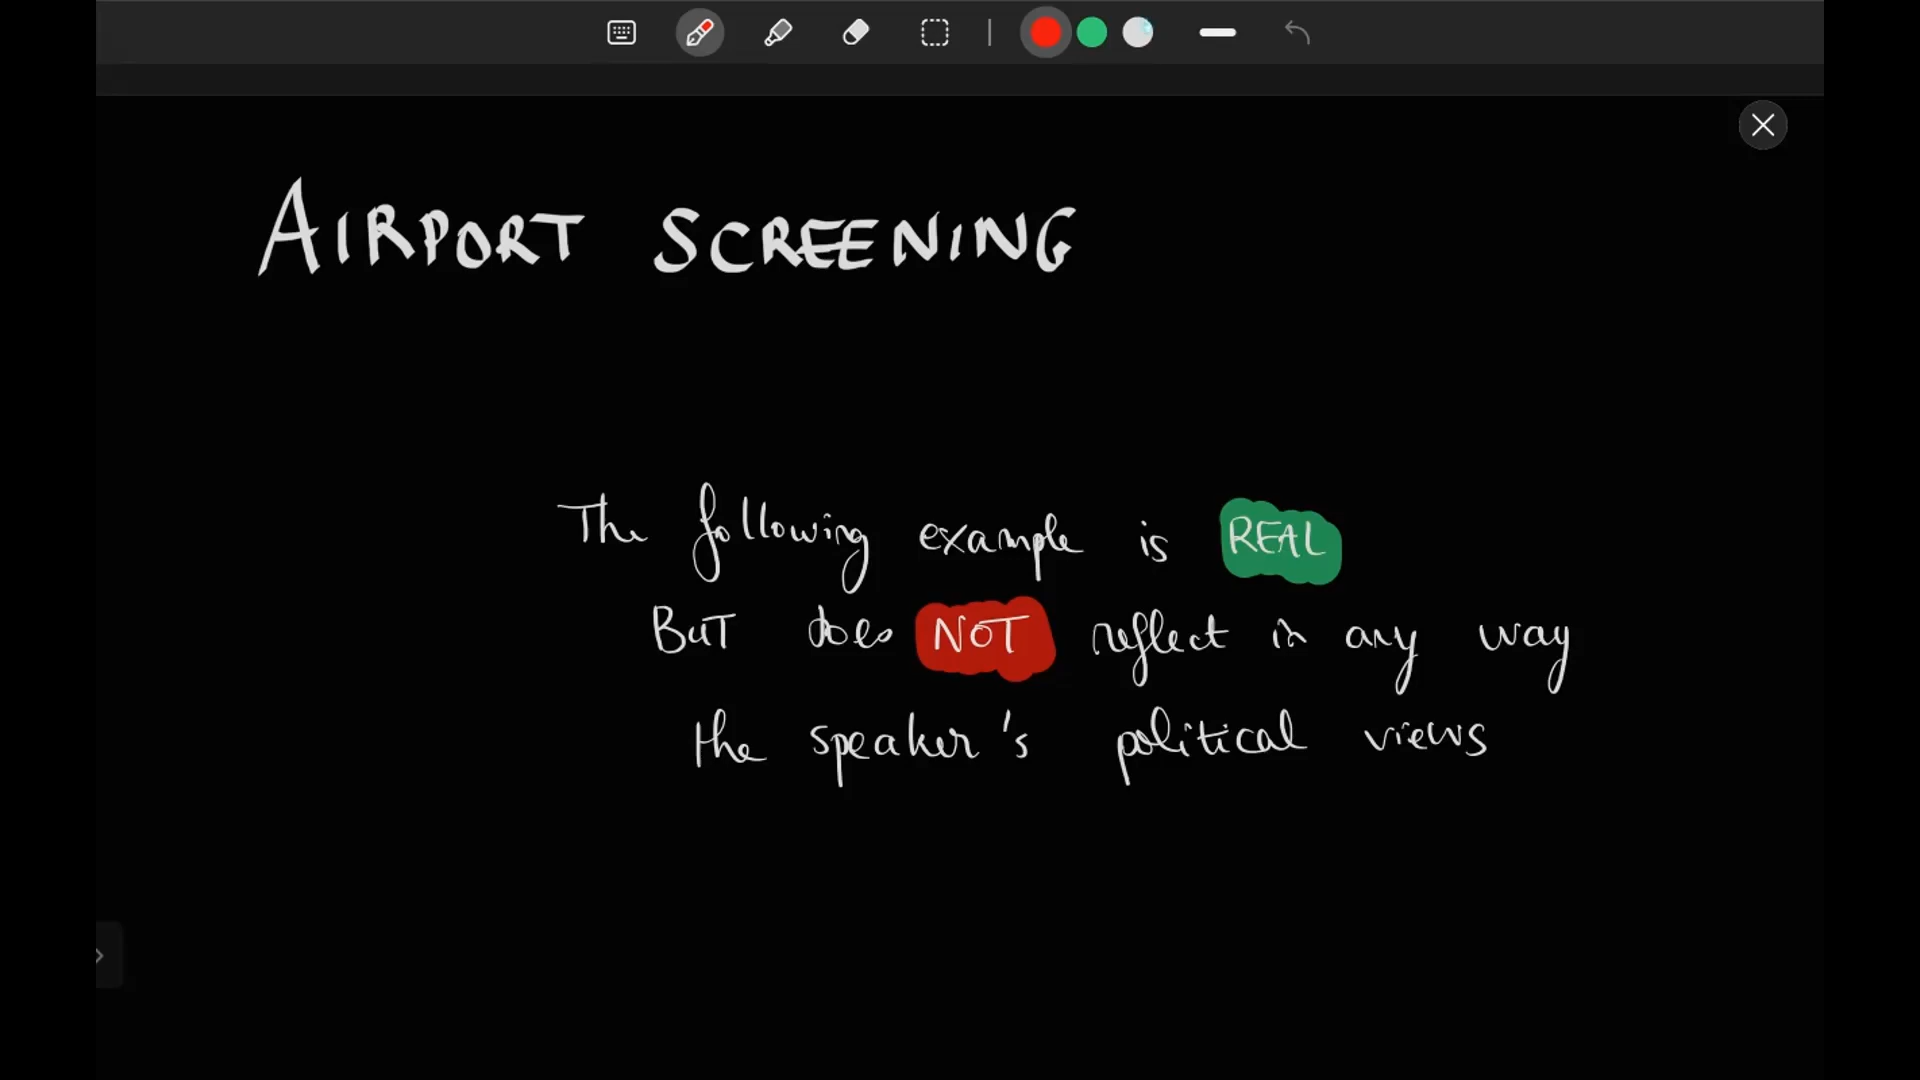 AIRPORT SCREENING
The following example is REAL
BUT does NOT reflect in any way
the speaker's political views